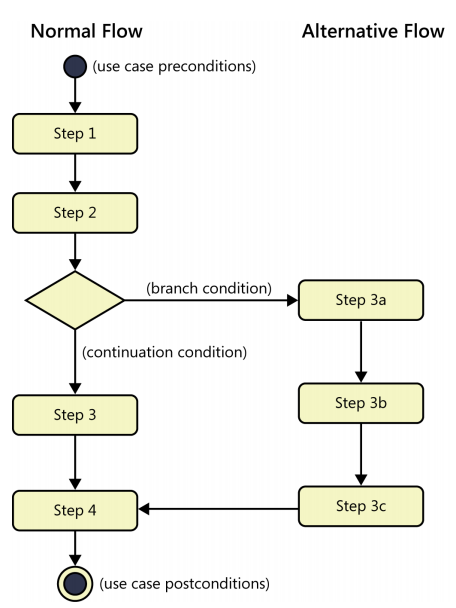 Normal Flow
Alternative Flow
(use case preconditions)
Step 1
Step 2
(branch condition)
Step 3a
(continuation condition)
Step 3b
Step 3
Step 3c
Step 4
(use case postconditions)